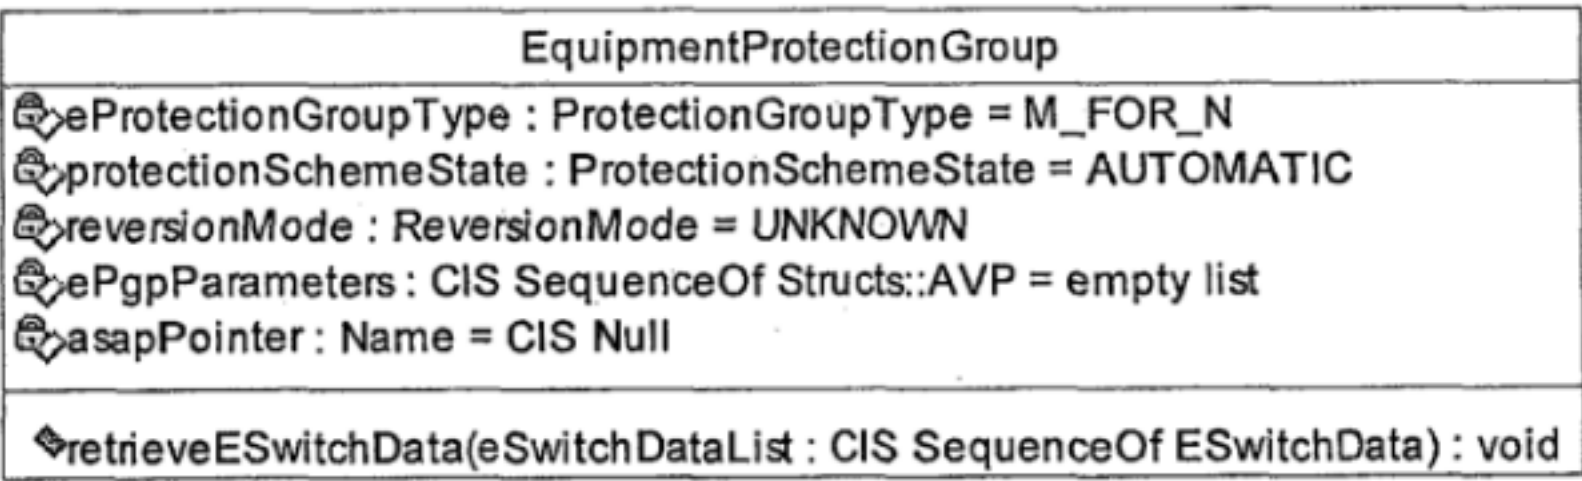 EquipmentProtectionGroup
eProtectionGroupType : ProtectionGroupType = M_FOR_N
protectionSchemeState : ProtectionSchemeState = AUTOMATIC
reversionMode : ReversionMode = UNKNOWN
ePgpParameters : CIS SequenceOf Structs::AVP = empty list
asapPointer : Name = CIS Null
retrieveESwitchData(eSwitchDataList : CIS SequenceOf ESwitchData) : void